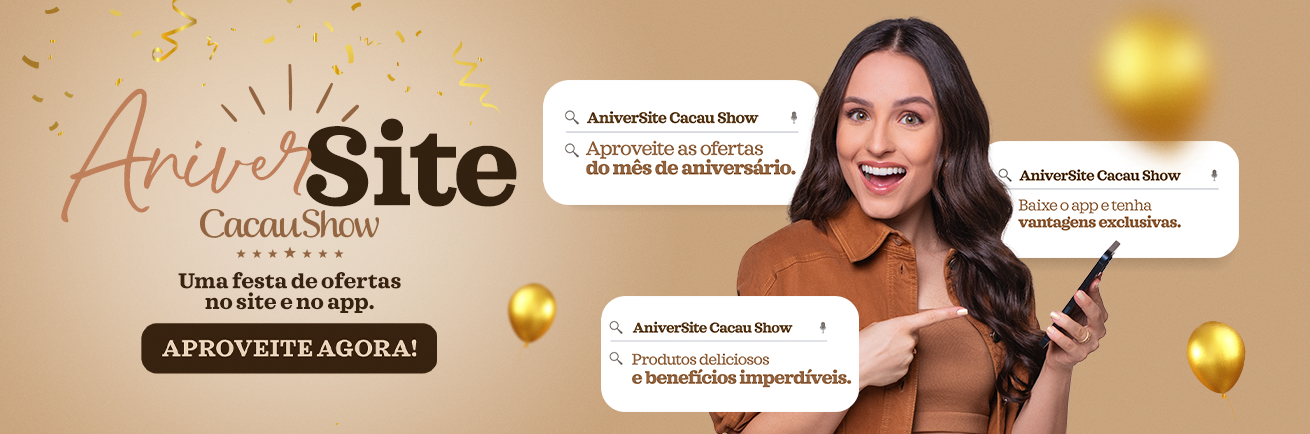 AniverSite
CacauShow
Uma festa de ofertas
no site e no app.
APROVEITE AGORA!
AniverSite Cacau Show
Aproveite as ofertas
do mês de aniversário.
AniverSite Cacau Show
Baixe o app e tenha
vantagens exclusivas.
AniverSite Cacau Show
Produtos deliciosos
e benefícios imperdíveis.